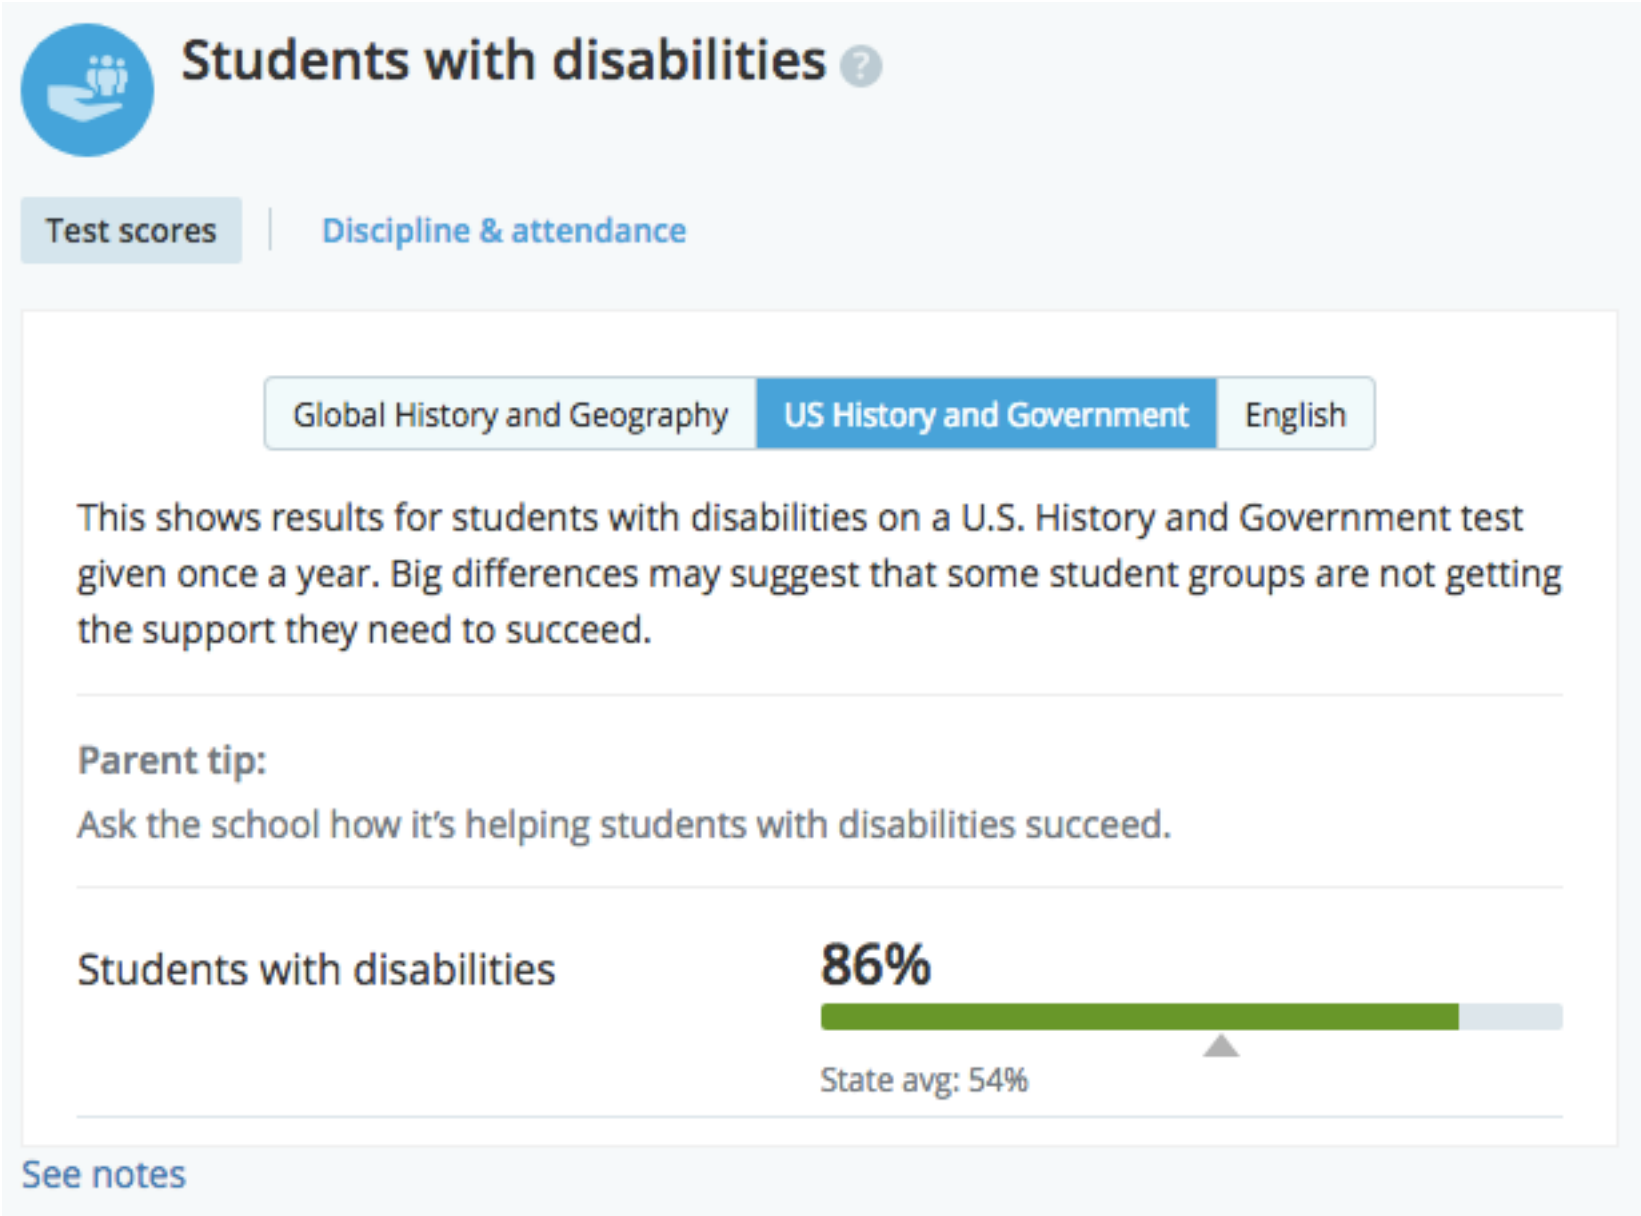 Students with disabilities ?
Test scores Discipline & attendance
Global History and Geography US History and Government English
This shows results for students with disabilities on a U.S. History and Government test
given once a year. Big differences may suggest that some student groups are not getting
the support they need to succeed.
Parent tip:
Ask the school how it's helping students with disabilities succeed.
Students with disabilities 86%
State avg: 54%
See notes